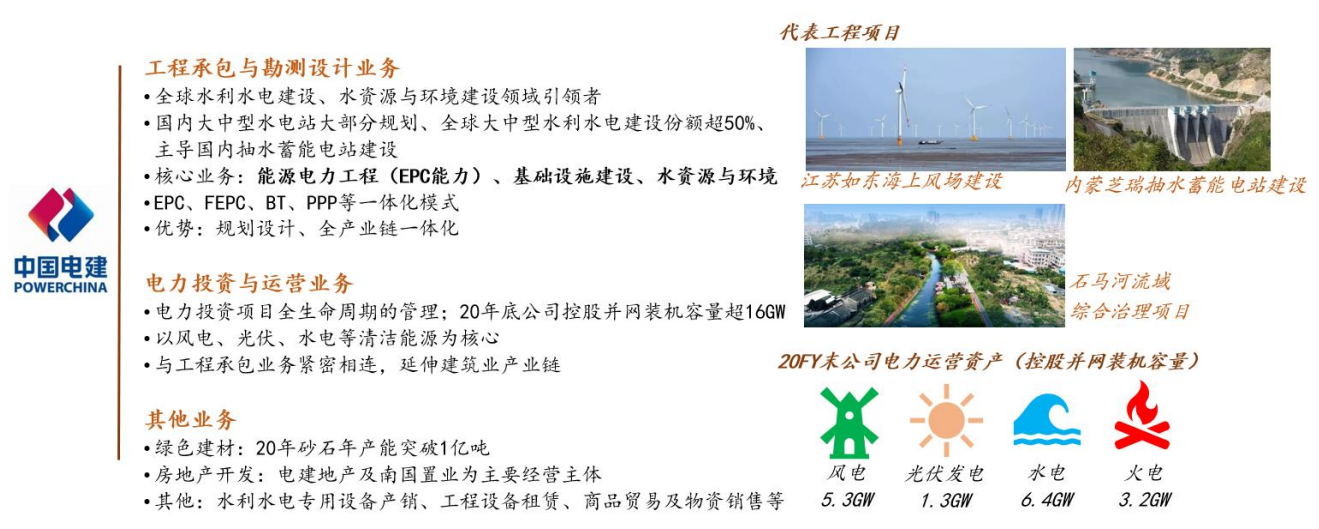 中国电建
POWERCHINA
工程承包与勘测设计业务
•全球水利水电建设、水资源与环境建设领域引领者
•国内大中型水电站大部分规划、全球大中型水利水电建设份额超50%、
主导国内抽水蓄能电站建设
•核心业务：能源电力工程（EPC能力）、基础设施建设、水资源与环境
•EPC、FEPC、BT、PPP等一体化模式
•优势：规划设计、全产业链一体化
电力投资与运营业务
•电力投资项目全生命周期的管理；20年底公司控股并网装机容量超16GW
•以风电、光伏、水电等清洁能源为核心
•与工程承包业务紧密相连，延伸建筑业产业链
其他业务
•绿色建材：20年砂石年产能突破1亿吨
•房地产开发：电建地产及南国置业为主要经营主体
•其他：水利水电专用设备产销、工程设备租赁、商品贸易及物资销售等
代表工程项目
江苏如东海上风场建设
内蒙芝瑞抽水蓄能电站建设
石马河流域
综合治理项目
20FY末公司电力运营资产（控股并网装机容量）
风电
光伏发电
水电
火电
5.3GW
1.3GW
6.4GW
3.2GW